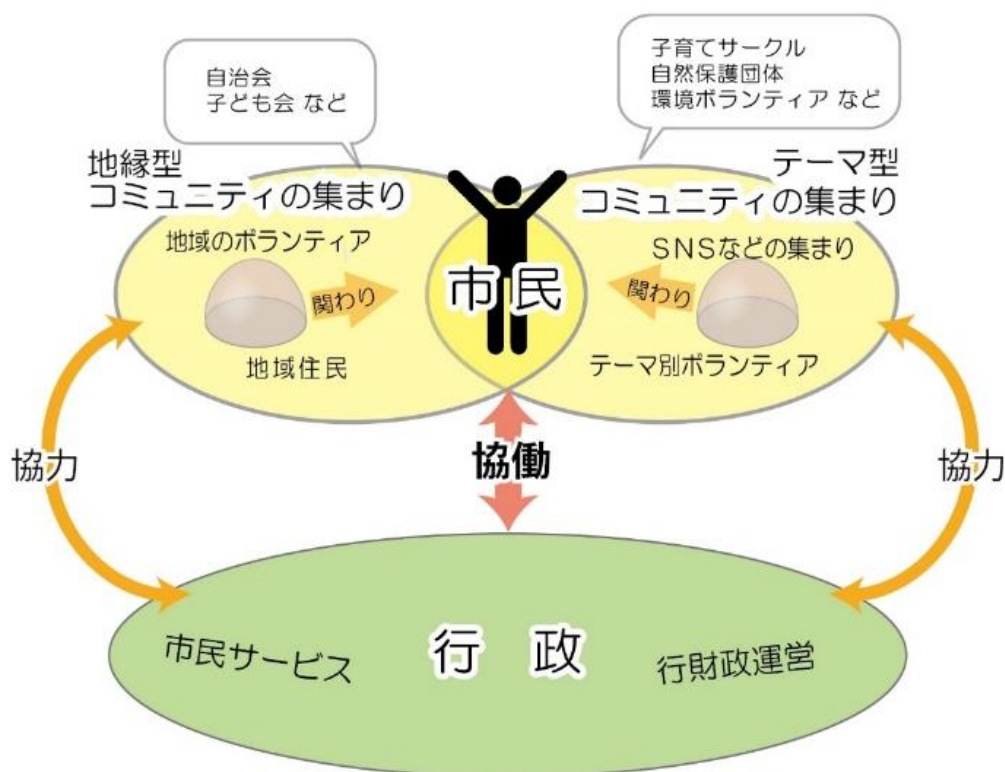 自治会
子ども会 など
子育てサークル
自然保護団体
環境ボランティア など
地縁型
コミュニティの集まり
テーマ型
コミュニティの集まり
地域のボランティア
関わり
地域住民
市民
SNSなどの集まり
関わり
テーマ別ボランティア
協力
協働
協力
市民サービス
行 政
行財政運営